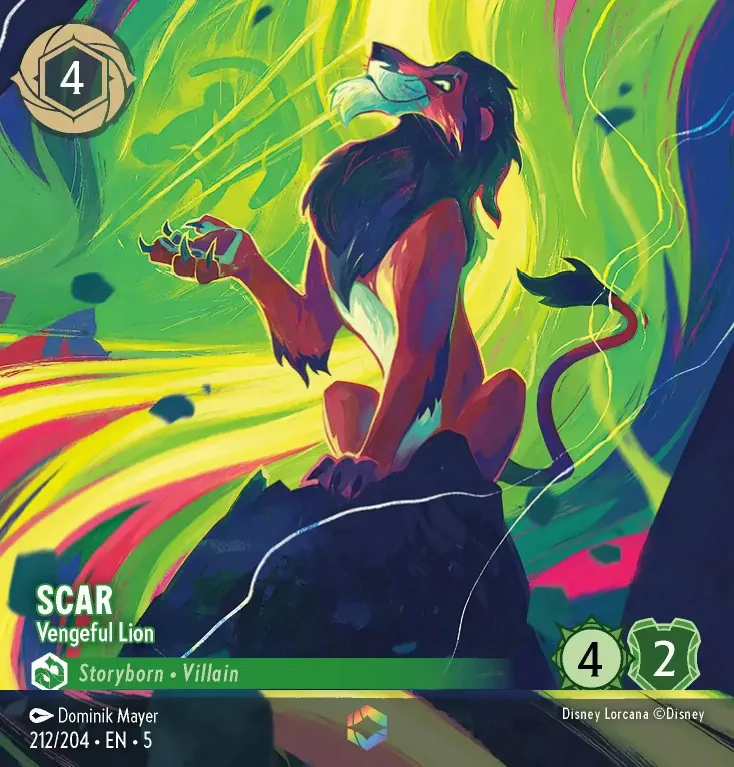 4
SCAR
Vengeful Lion
Storyborn • Villain
4 2
Dominik Mayer
Disney Lorcana ©Disney
212/204 • EN • 5